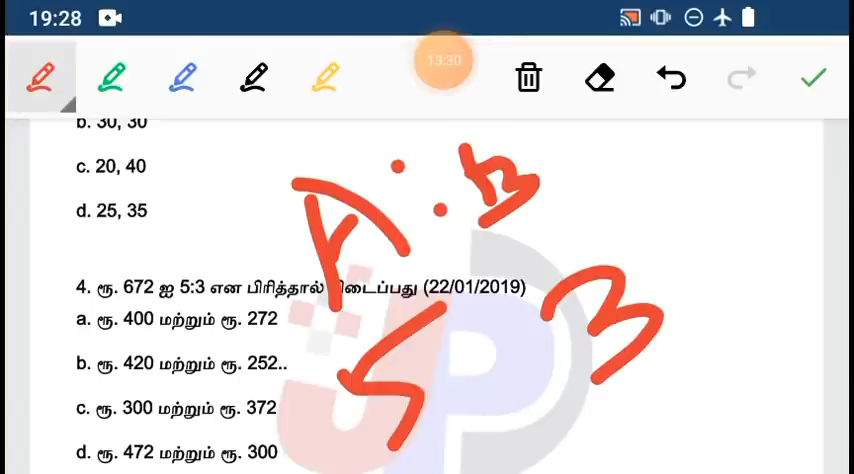 19:28
13:30
b. 30, 30
c. 20, 40
d. 25, 35
A : B
4. ரூ. 672 ஐ 5:3 என பிரித்தால் கிடைப்பது (22/01/2019)
a. ரூ. 400 மற்றும் ரூ. 272
5 3
b. ரூ. 420 மற்றும் ரூ. 252..
c. ரூ. 300 மற்றும் ரூ. 372
d. ரூ. 472 மற்றும் ரூ. 300